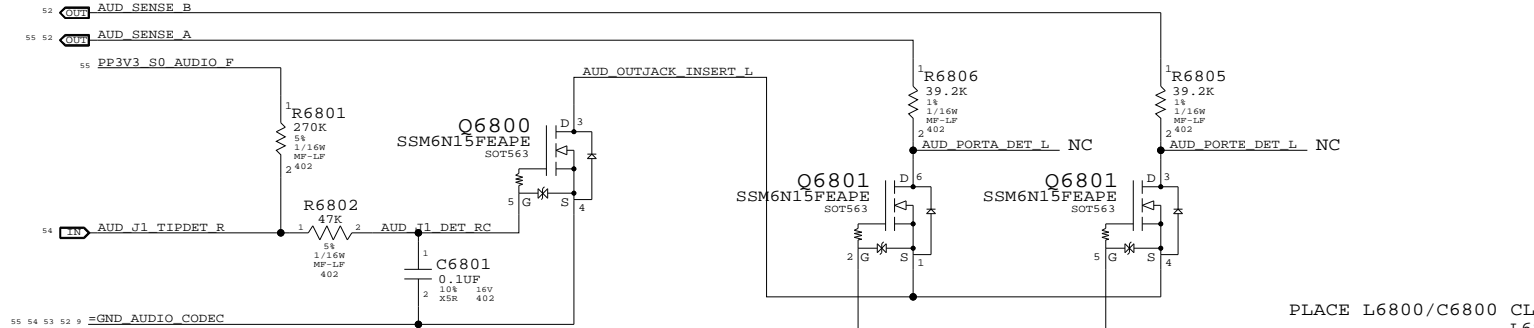 52 OUT AUD_SENSE_B
55 52 OUT AUD_SENSE_A
55 PP3V3_S0_AUDIO_F
1
R6801
270K
5%
1/16W
MF-LF
402
2
AUD_OUTJACK_INSERT_L
Q6800
SSM6N15FEAPE
SOT563
D 3
5 G S 4
1
R6806
39.2K
1%
1/16W
MF-LF
402
2
AUD_PORTA_DET_L NC
1
R6805
39.2K
1%
1/16W
MF-LF
402
2
AUD_PORTE_DET_L NC
Q6801
SSM6N15FEAPE
SOT563
D 6
2 G S 1
Q6801
SSM6N15FEAPE
SOT563
D 3
5 G S 4
54 IN AUD_J1_TIPDET_R
R6802
47K
1 2
5%
1/16W
MF-LF
402
AUD_J1_DET_RC
1
C6801
0.1UF
10% 16V
X5R 402
2
55 54 53 52 9 =GND_AUDIO_CODEC
PLACE L6800/C6800 CL